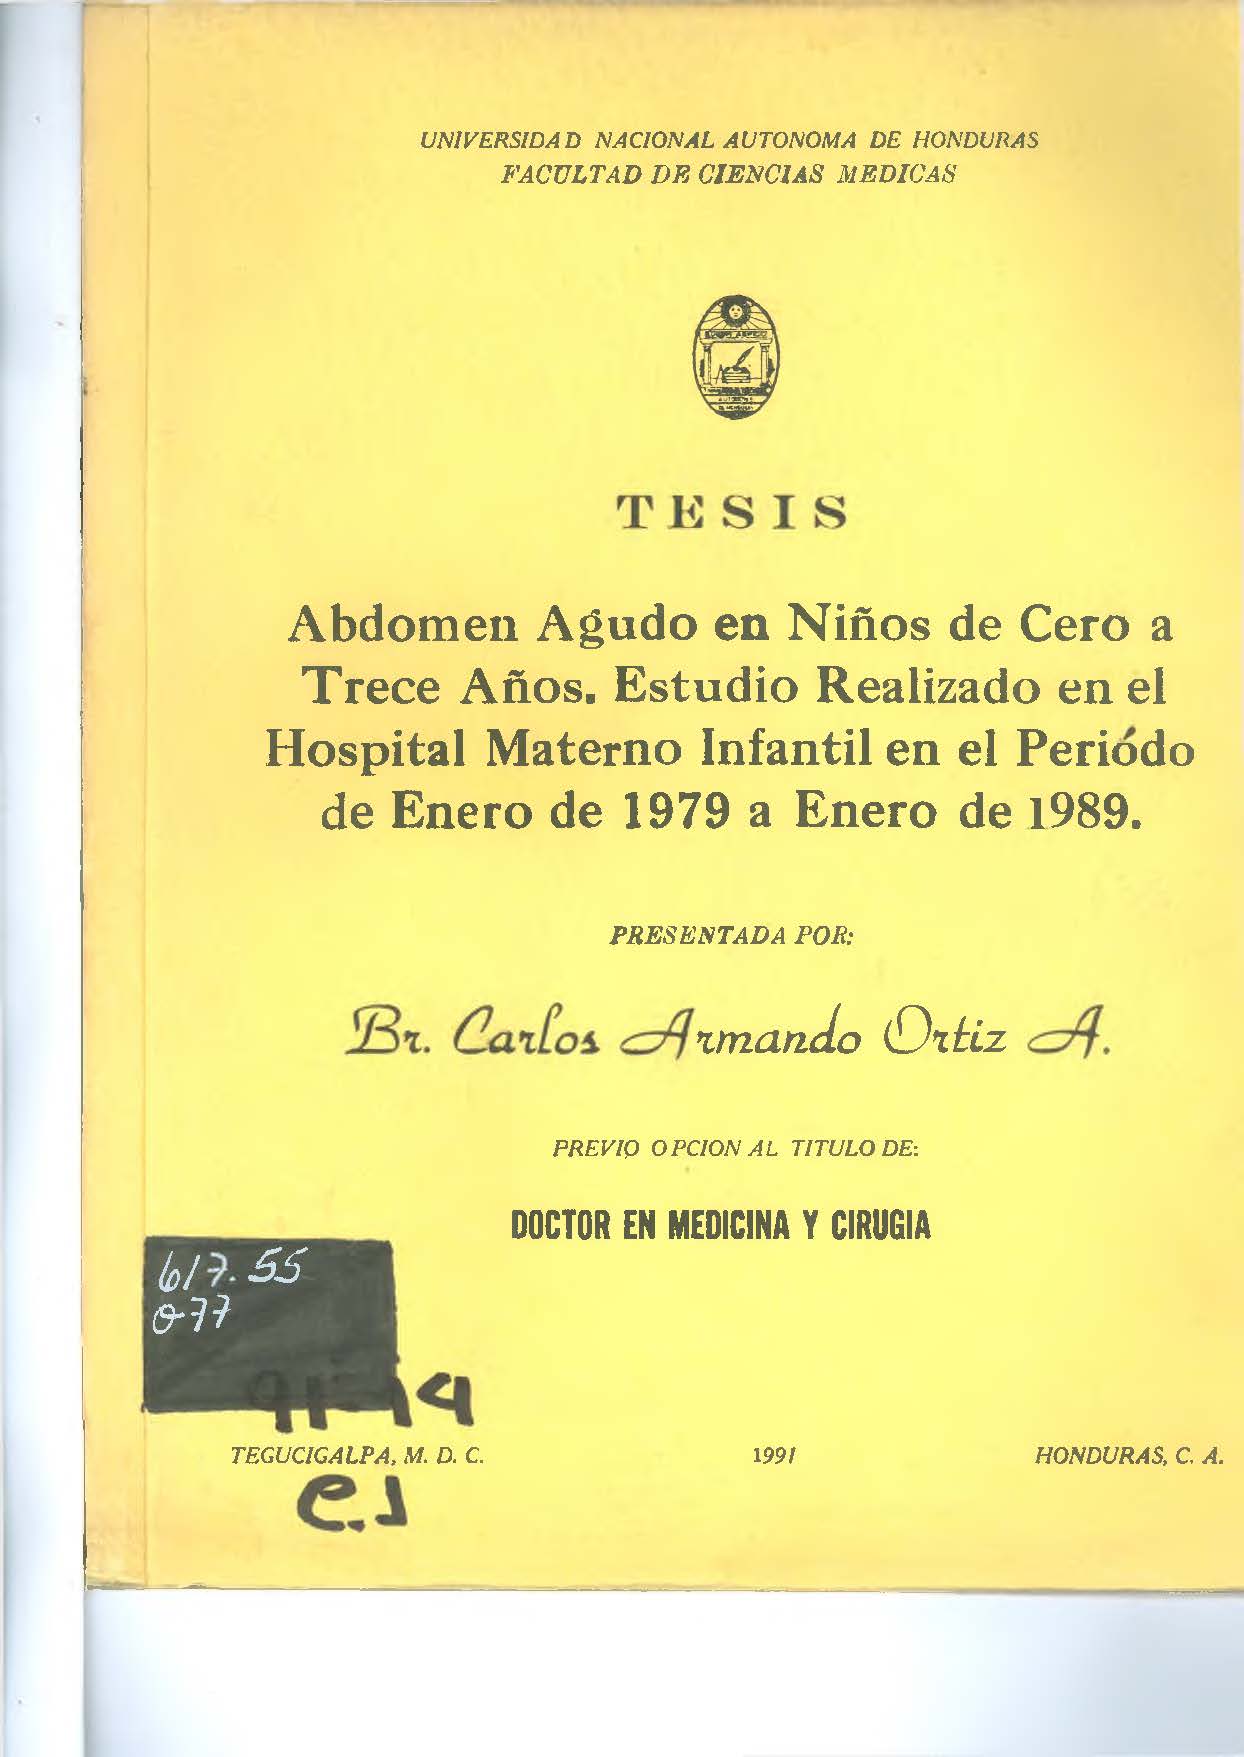 UNIVERSIDAD NACIONAL AUTONOMA DE HONDURAS
FACULTAD DE CIENCIAS MEDICAS
TESIS
Abdomen Agudo en Niños de Cero a
Trece Años. Estudio Realizado en el
Hospital Materno Infantil en el Periódo
de Enero de 1979 a Enero de 1989.
PRESENTADA POR:
Br. Carlos Armando Ortiz A.
PREVIO OPCION AL TITULO DE:
DOCTOR EN MEDICINA Y CIRUGIA
617.55
O77
TEGUCIGALPA, M. D. C. 1991 HONDURAS, C. A.
C.1